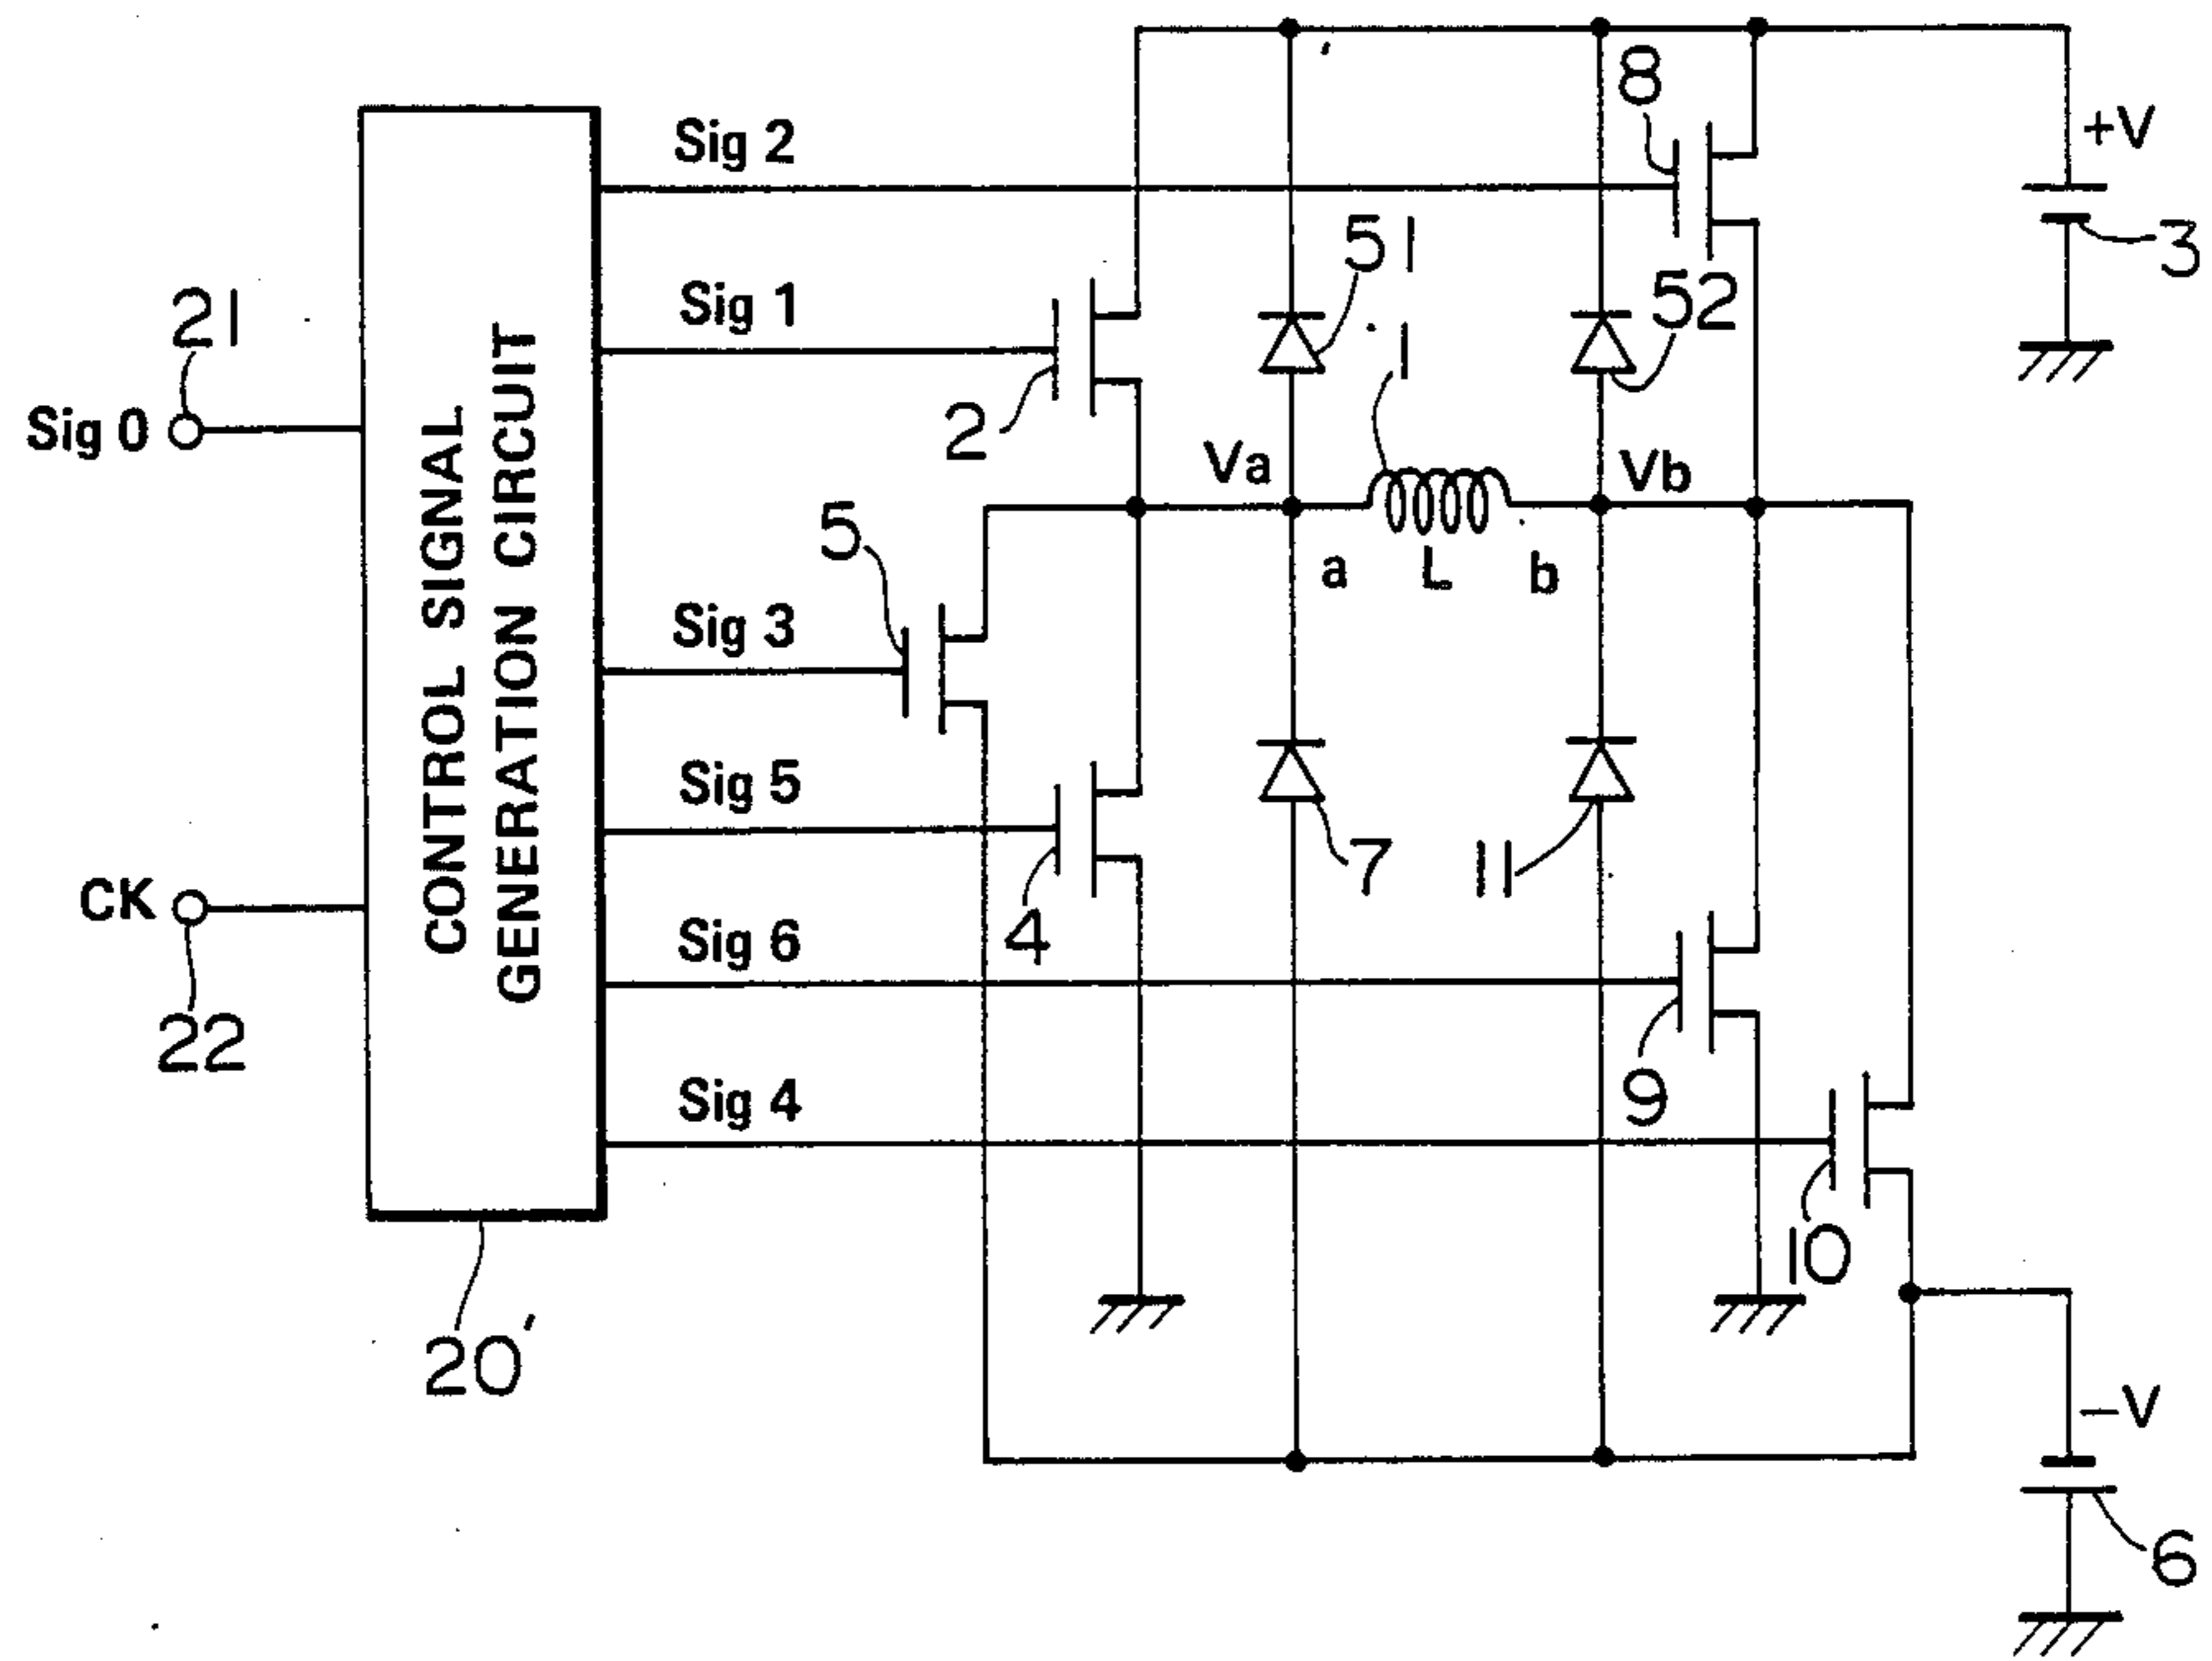 8
+V
Sig 2
3
51
52
21
Sig 1
1
2
Sig 0
Va
Vb
CONTROL SIGNAL
GENERATION CIRCUIT
5
a
L
b
Sig 3
Sig 5
7
11
CK
4
Sig 6
22
9
Sig 4
10
20'
-V
6